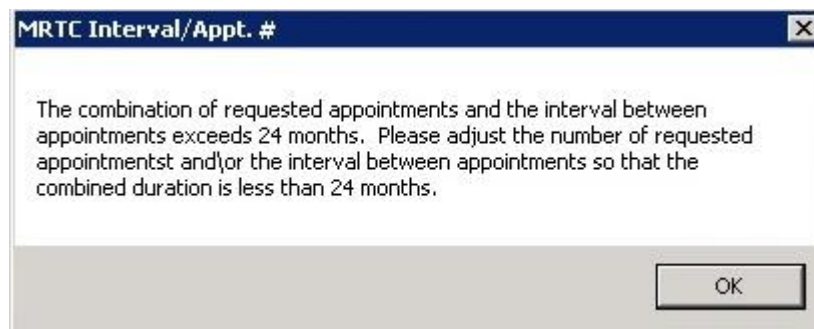 MRTC Interval/Appt. #
The combination of requested appointments and the interval between
appointments exceeds 24 months.  Please adjust the number of requested
appointmentst and\or the interval between appointments so that the
combined duration is less than 24 months.
OK